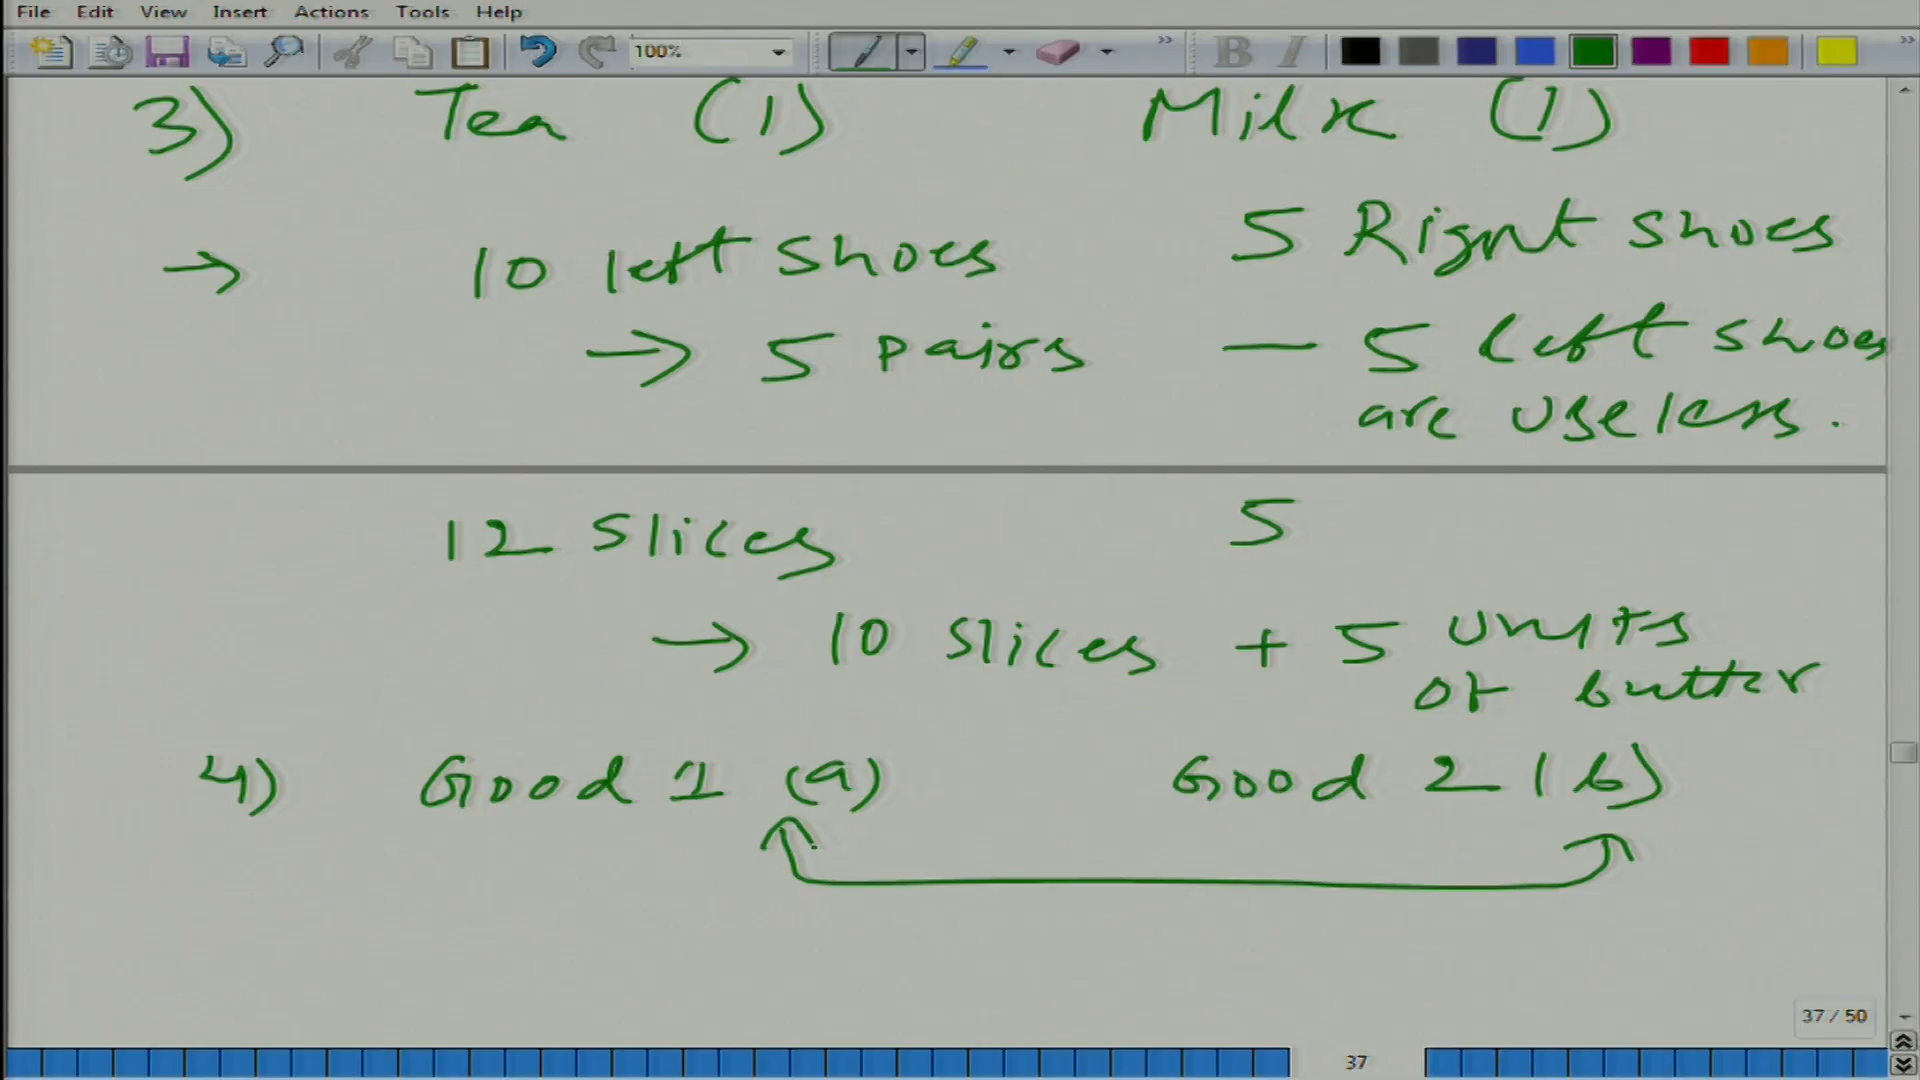 File Edit View Insert Actions Tools Help
100%
B I
3) Tea (1) Milk (1)
→ 10 left shoes 5 Right shoes
→ 5 pairs — 5 left shoes
are useless.
12 slices 5
→ 10 slices + 5 units
of butter
4) Good 1 (a) Good 2 (b)
37 / 50
37